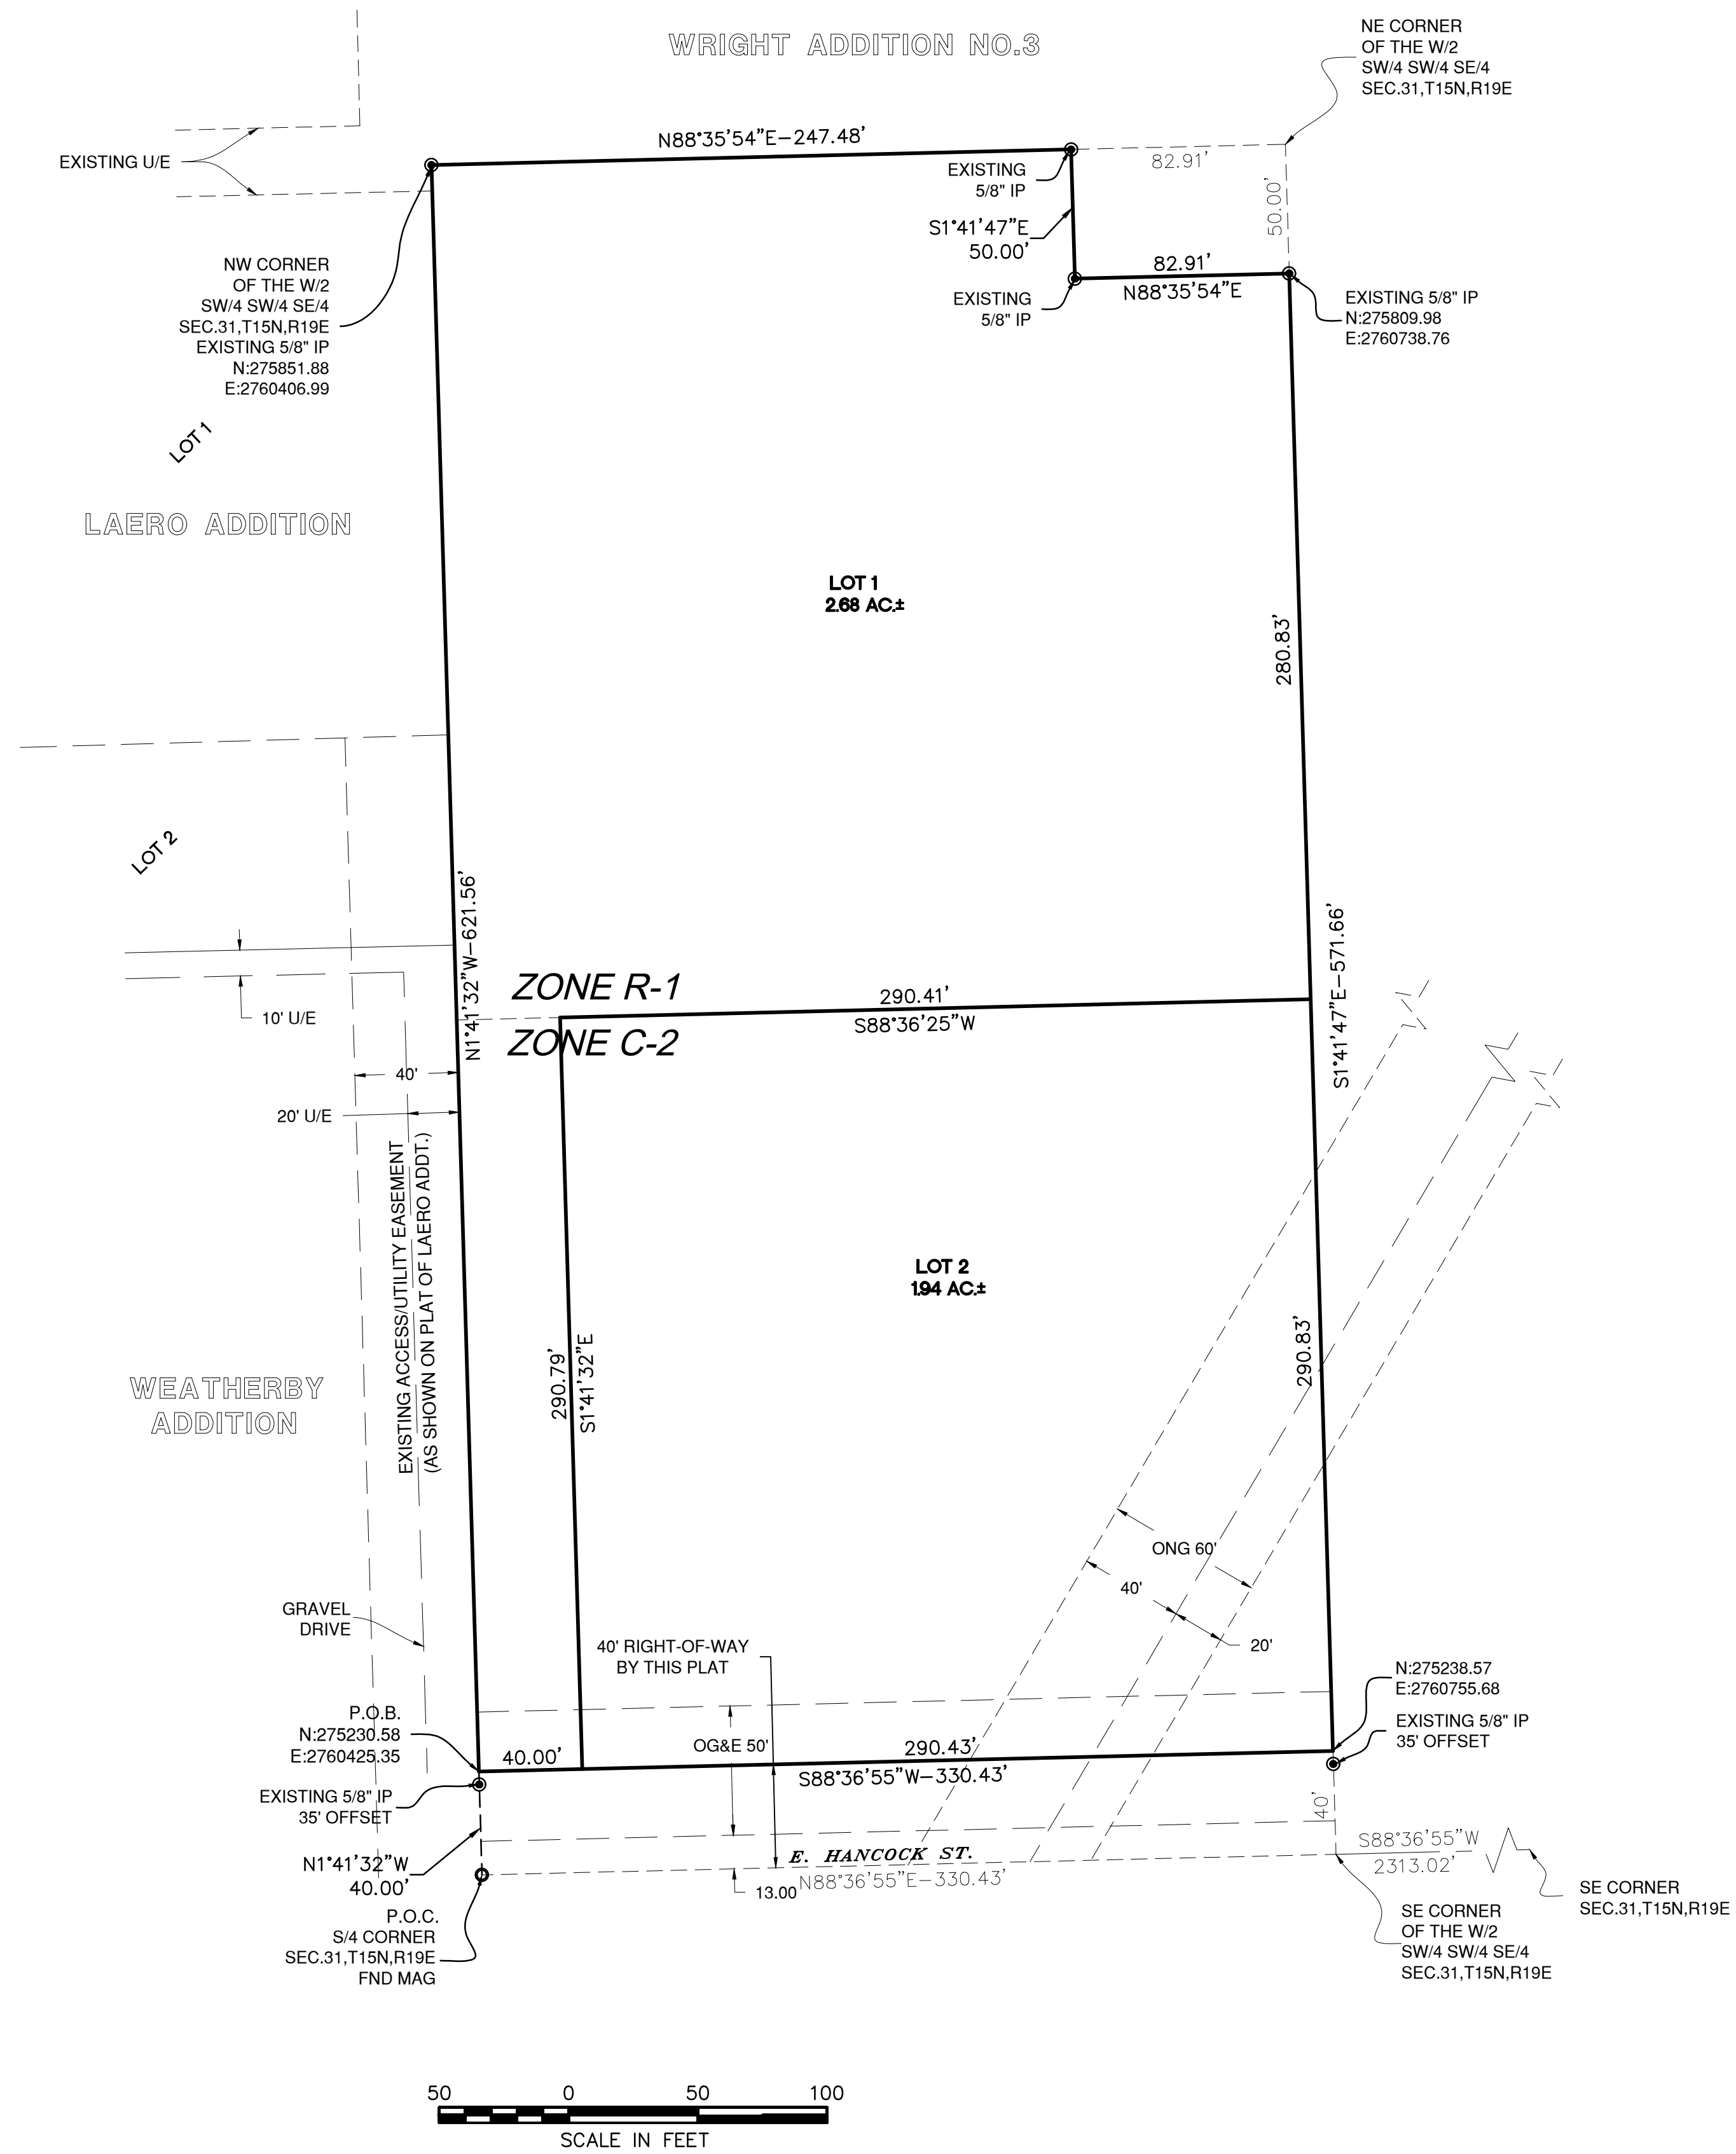 WRIGHT ADDITION NO.3
NE CORNER
OF THE W/2
SW/4 SW/4 SE/4
SEC.31,T15N,R19E
EXISTING U/E
N88°35'54"E-247.48'
EXISTING
5/8" IP
82.91'
50.00'
S1°41'47"E
50.00'
82.91'
N88°35'54"E
EXISTING
5/8" IP
EXISTING 5/8" IP
N:275809.98
E:2760738.76
NW CORNER
OF THE W/2
SW/4 SW/4 SE/4
SEC.31,T15N,R19E
EXISTING 5/8" IP
N:275851.88
E:2760406.99
LOT 1
LAERO ADDITION
LOT 1
2.68 AC.±
280.83'
LOT 2
N1°41'32"W-621.56'
S1°41'47"E-571.66'
ZONE R-1
290.41'
S88°36'25"W
ZONE C-2
10' U/E
40'
20' U/E
EXISTING ACCESS/UTILITY EASEMENT
(AS SHOWN ON PLAT OF LAERO ADDT.)
LOT 2
1.94 AC.±
290.79'
S1°41'32"E
290.83'
WEATHERBY
ADDITION
ONG 60'
40'
20'
GRAVEL
DRIVE
40' RIGHT-OF-WAY
BY THIS PLAT
N:275238.57
E:2760755.68
EXISTING 5/8" IP
35' OFFSET
P.O.B.
N:275230.58
E:2760425.35
OG&E 50'
40.00'
290.43'
S88°36'55"W-330.43'
EXISTING 5/8" IP
35' OFFSET
40'
N1°41'32"W
40.00'
E. HANCOCK ST.
N88°36'55"E-330.43'
13.00
S88°36'55"W
2313.02'
SE CORNER
SEC.31,T15N,R19E
P.O.C.
S/4 CORNER
SEC.31,T15N,R19E
FND MAG
SE CORNER
OF THE W/2
SW/4 SW/4 SE/4
SEC.31,T15N,R19E
50 0 50 100
SCALE IN FEET